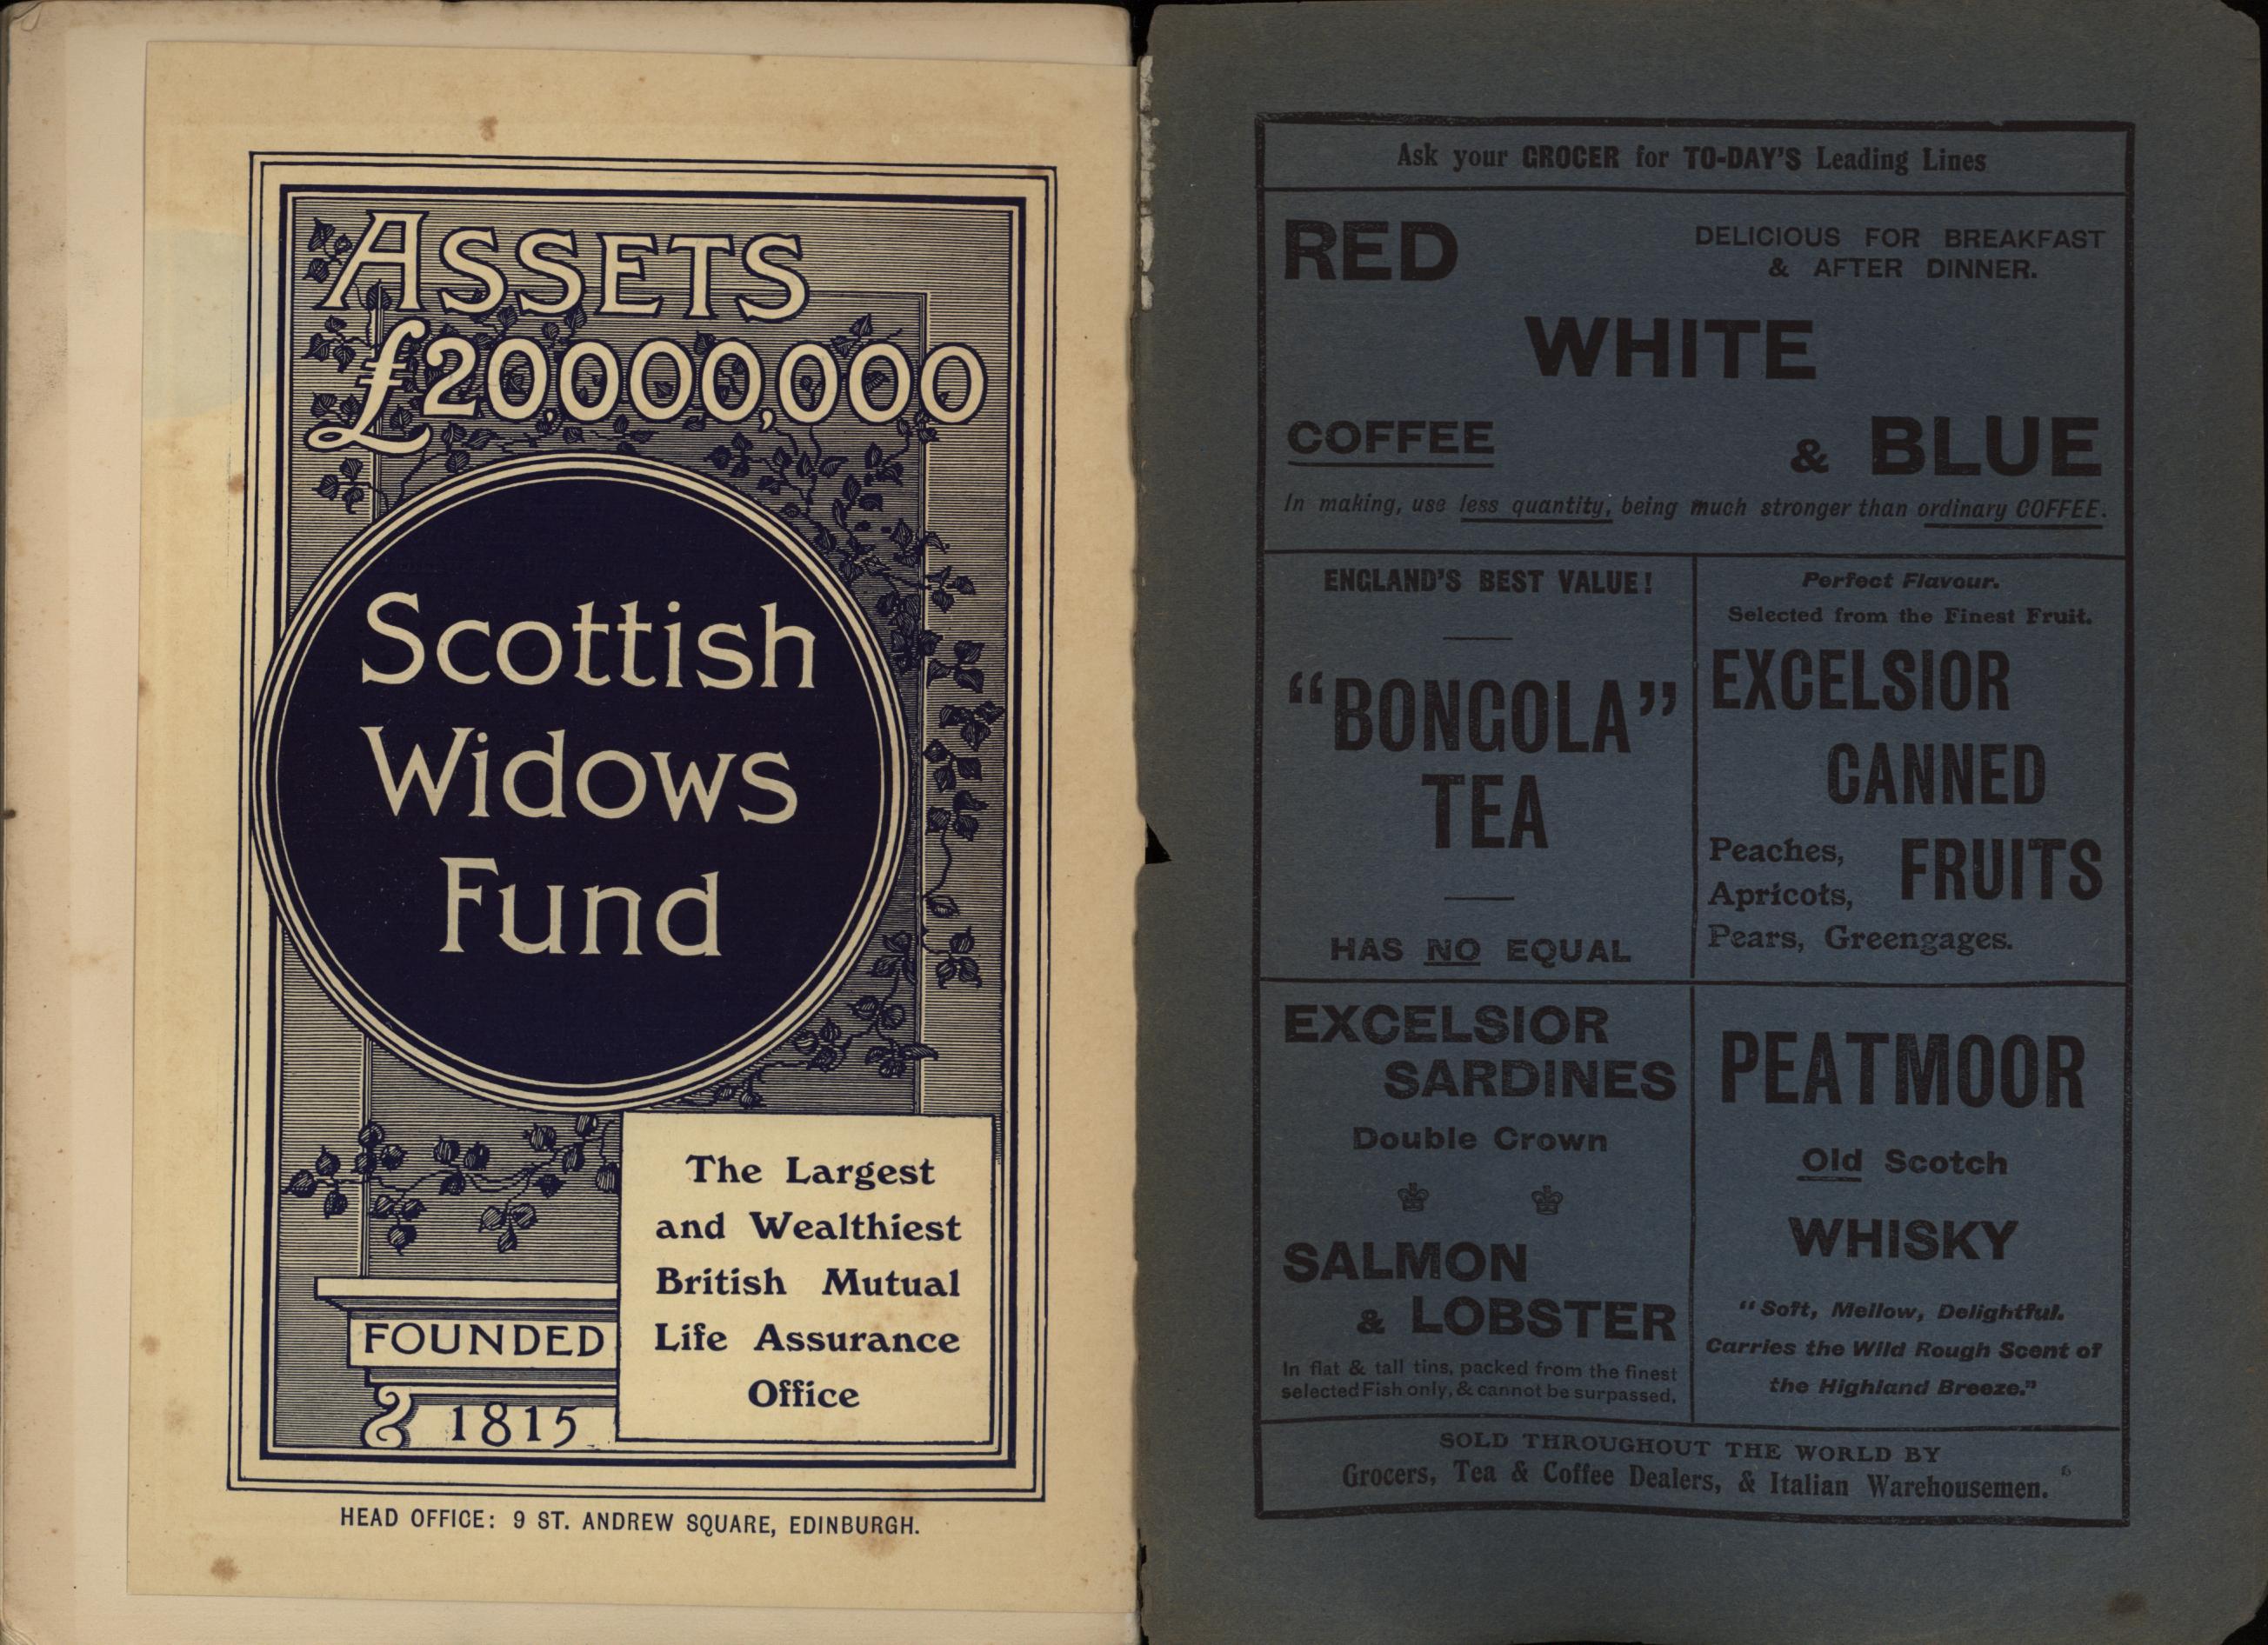 ASSETS
£20,000,000
Scottish
Widows
Fund
The Largest
and Wealthiest
British Mutual
Life Assurance
Office
FOUNDED
1815
HEAD OFFICE: 9 ST. ANDREW SQUARE, EDINBURGH.
Ask your GROCER for TO-DAY'S Leading Lines
RED
DELICIOUS FOR BREAKFAST
& AFTER DINNER.
WHITE
COFFEE
& BLUE
In making, use less quantity, being much stronger than ordinary COFFEE.
ENGLAND'S BEST VALUE!
"BONGOLA"
TEA
HAS NO EQUAL
Perfect Flavour.
Selected from the Finest Fruit.
EXCELSIOR
CANNED
FRUITS
Peaches,
Apricots,
Pears, Greengages.
EXCELSIOR
SARDINES
Double Crown
SALMON
& LOBSTER
In flat & tall tins, packed from the finest
selected Fish only, & cannot be surpassed,
PEATMOOR
Old Scotch
WHISKY
"Soft, Mellow, Delightful.
Carries the Wild Rough Scent of
the Highland Breeze."
SOLD THROUGHOUT THE WORLD BY
Grocers, Tea & Coffee Dealers, & Italian Warehousemen.